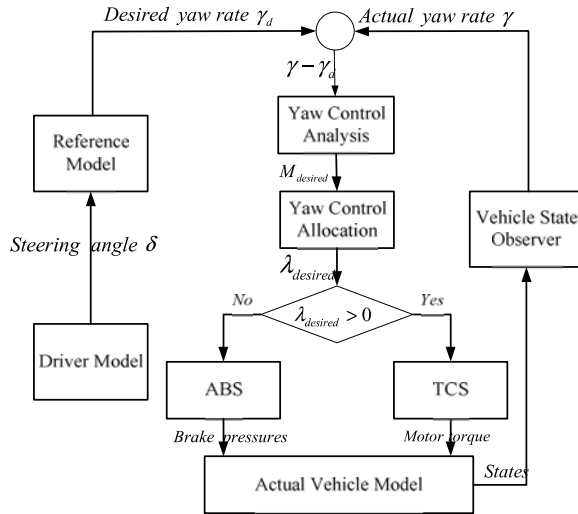 Desired yaw rate γd
Actual yaw rate γ
γ − γd
Yaw Control
Analysis
Reference
Model
Mdesired
Yaw Control
Allocation
Vehicle State
Observer
Steering angle δ
λdesired
No
λdesired > 0
Yes
Driver Model
ABS
TCS
Brake pressures
Motor torque
Actual Vehicle Model
States